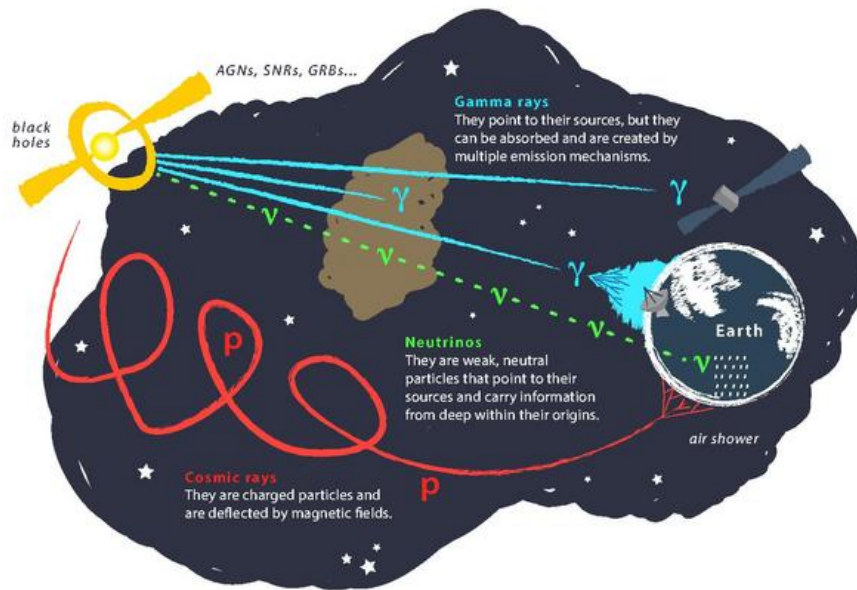 AGNs, SNRs, GRBs...
black
holes
Gamma rays
They point to their sources, but they
can be absorbed and are created by
multiple emission mechanisms.
γ
γ
ν
ν
γ
ν
Earth
ν
ν
p
Neutrinos
They are weak, neutral
particles that point to their
sources and carry information
from deep within their origins.
air shower
Cosmic rays
They are charged particles and
are deflected by magnetic fields.
p